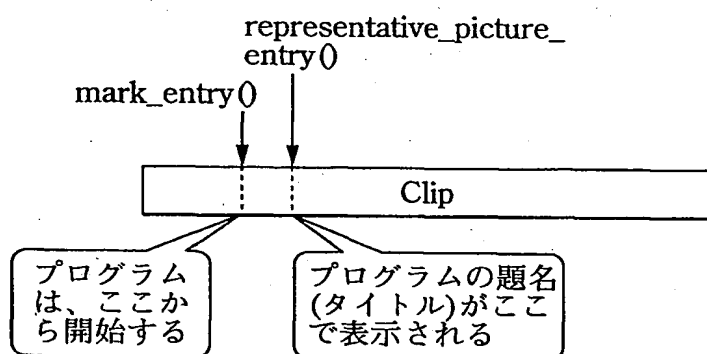 representative_picture_
entry()
mark_entry()
Clip
プログラム
は、ここか
ら開始する
プログラムの題名
(タイトル)がここ
で表示される